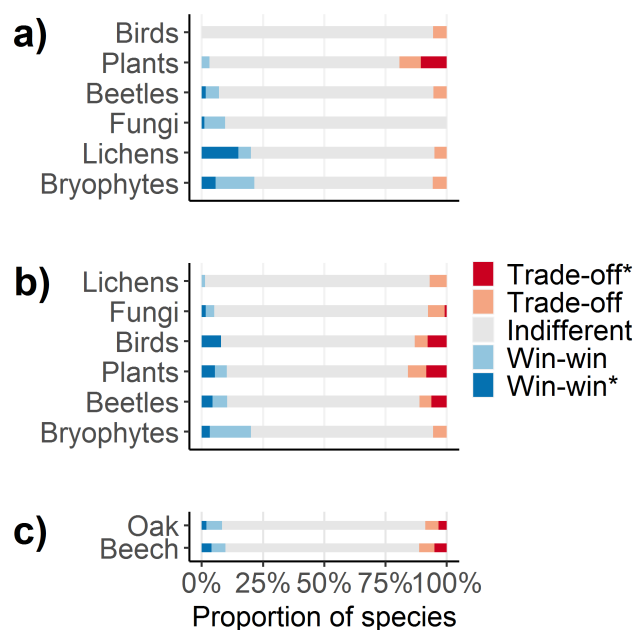 a)
Birds
Plants
Beetles
Fungi
Lichens
Bryophytes
b)
Lichens
Fungi
Birds
Plants
Beetles
Bryophytes
Trade-off*
Trade-off
Indifferent
Win-win
Win-win*
c)
Oak
Beech
0% 25% 50% 75% 100%
Proportion of species